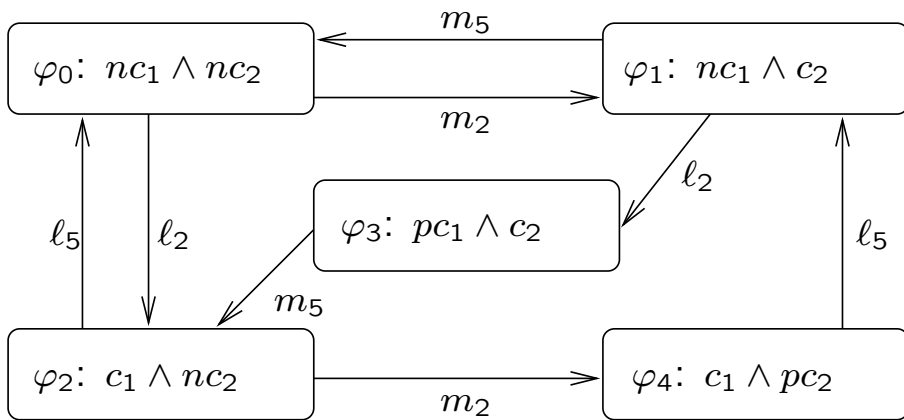 m₅
φ₀: nc₁ ∧ nc₂
φ₁: nc₁ ∧ c₂
m₂
ℓ₂
φ₃: pc₁ ∧ c₂
ℓ₅
ℓ₂
ℓ₅
m₅
φ₂: c₁ ∧ nc₂
φ₄: c₁ ∧ pc₂
m₂